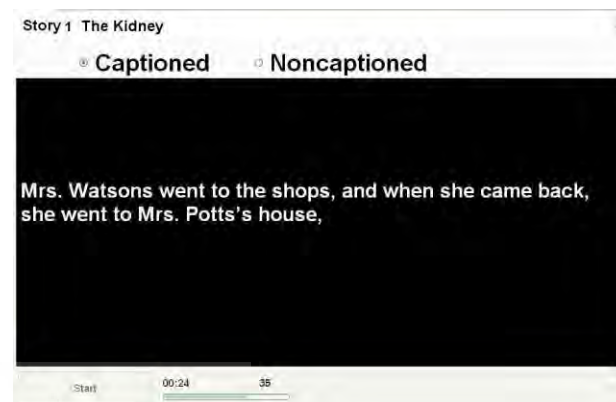 Story 1 The Kidney
Captioned Noncaptioned
Mrs. Watsons went to the shops, and when she came back,
she went to Mrs. Potts's house,
Start 00:24 35